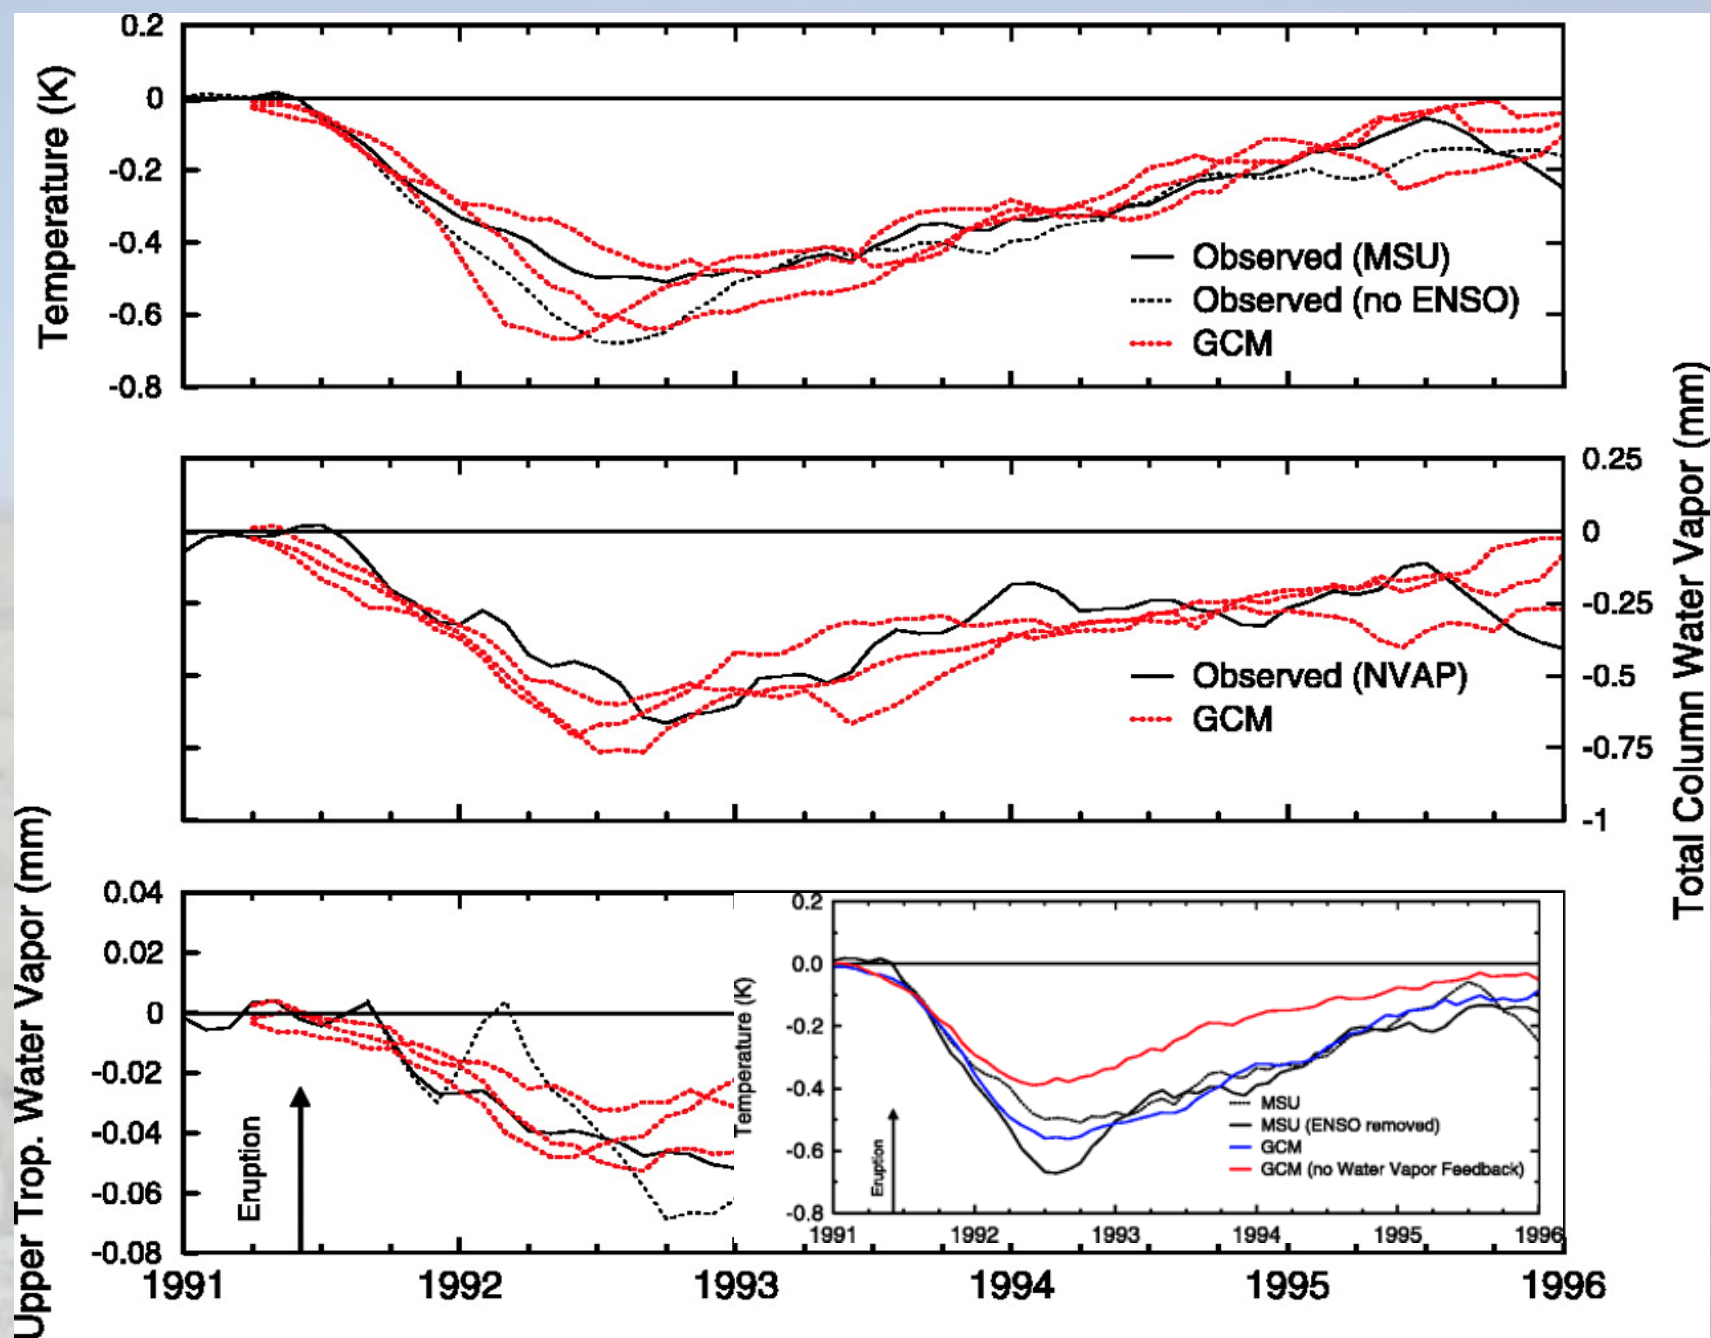 0.2
0
-0.2
-0.4
-0.6
-0.8
Temperature (K)
Observed (MSU)
Observed (no ENSO)
GCM
0.25
0
-0.25
-0.5
-0.75
-1
Total Column Water Vapor (mm)
Observed (NVAP)
GCM
0.04
0.02
0
-0.02
-0.04
-0.06
-0.08
Upper Trop. Water Vapor (mm)
Eruption
0.2
0.0
-0.2
-0.4
-0.6
-0.8
Temperature (K)
Eruption
MSU
MSU (ENSO removed)
GCM
GCM (no Water Vapor Feedback)
1991 1992 1993 1994 1995 1996
1991 1992 1993 1994 1995 1996